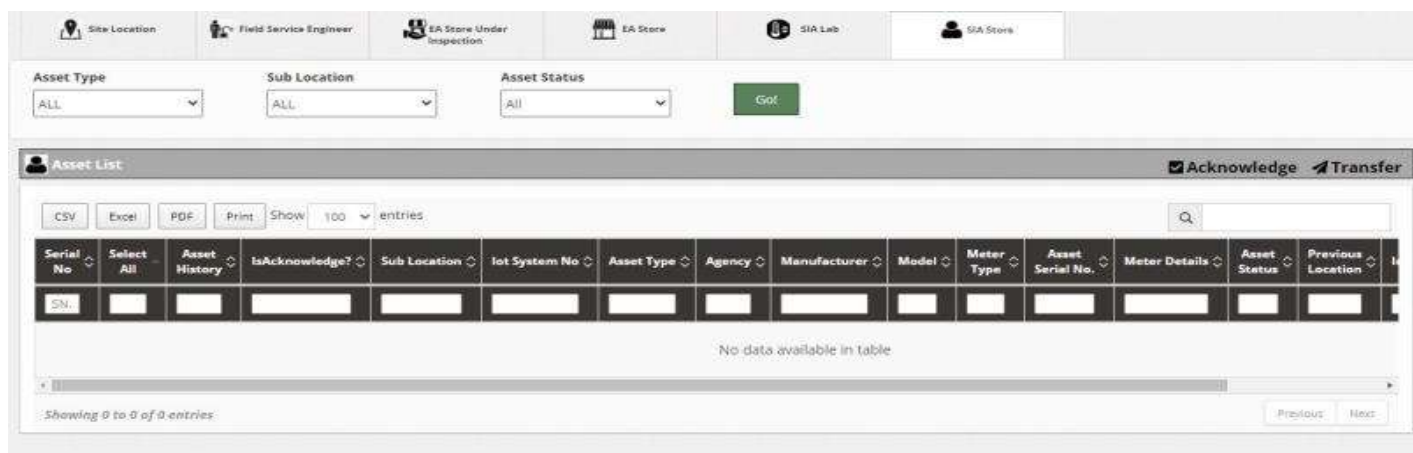 Site Location
Field Service Engineer
EA Store Under
Inspection
EA Store
SIA Lab
SIA Store
Asset Type
Sub Location
Asset Status
ALL
ALL
All
Go!
Asset List
Acknowledge
Transfer
CSV
Excel
PDF
Print
Show 100 entries
Serial No
Select All
Asset History
IsAcknowledge?
Sub Location
Iot System No
Asset Type
Agency
Manufacturer
Model
Meter Type
Asset Serial No.
Meter Details
Asset Status
Previous Location
SN.
No data available in table
Showing 0 to 0 of 0 entries
Previous
Next